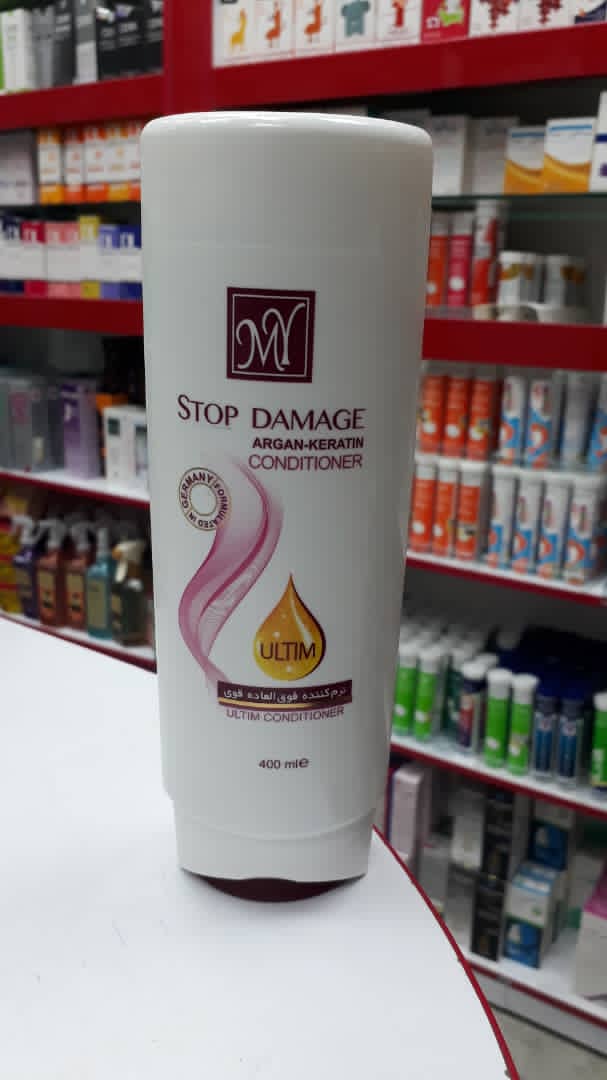 MY
STOP DAMAGE
ARGAN-KERATIN
CONDITIONER
FORMULATED IN GERMANY
ULTIM
نرم کننده فوق العاده قوی
ULTIM CONDITIONER
400 ml e